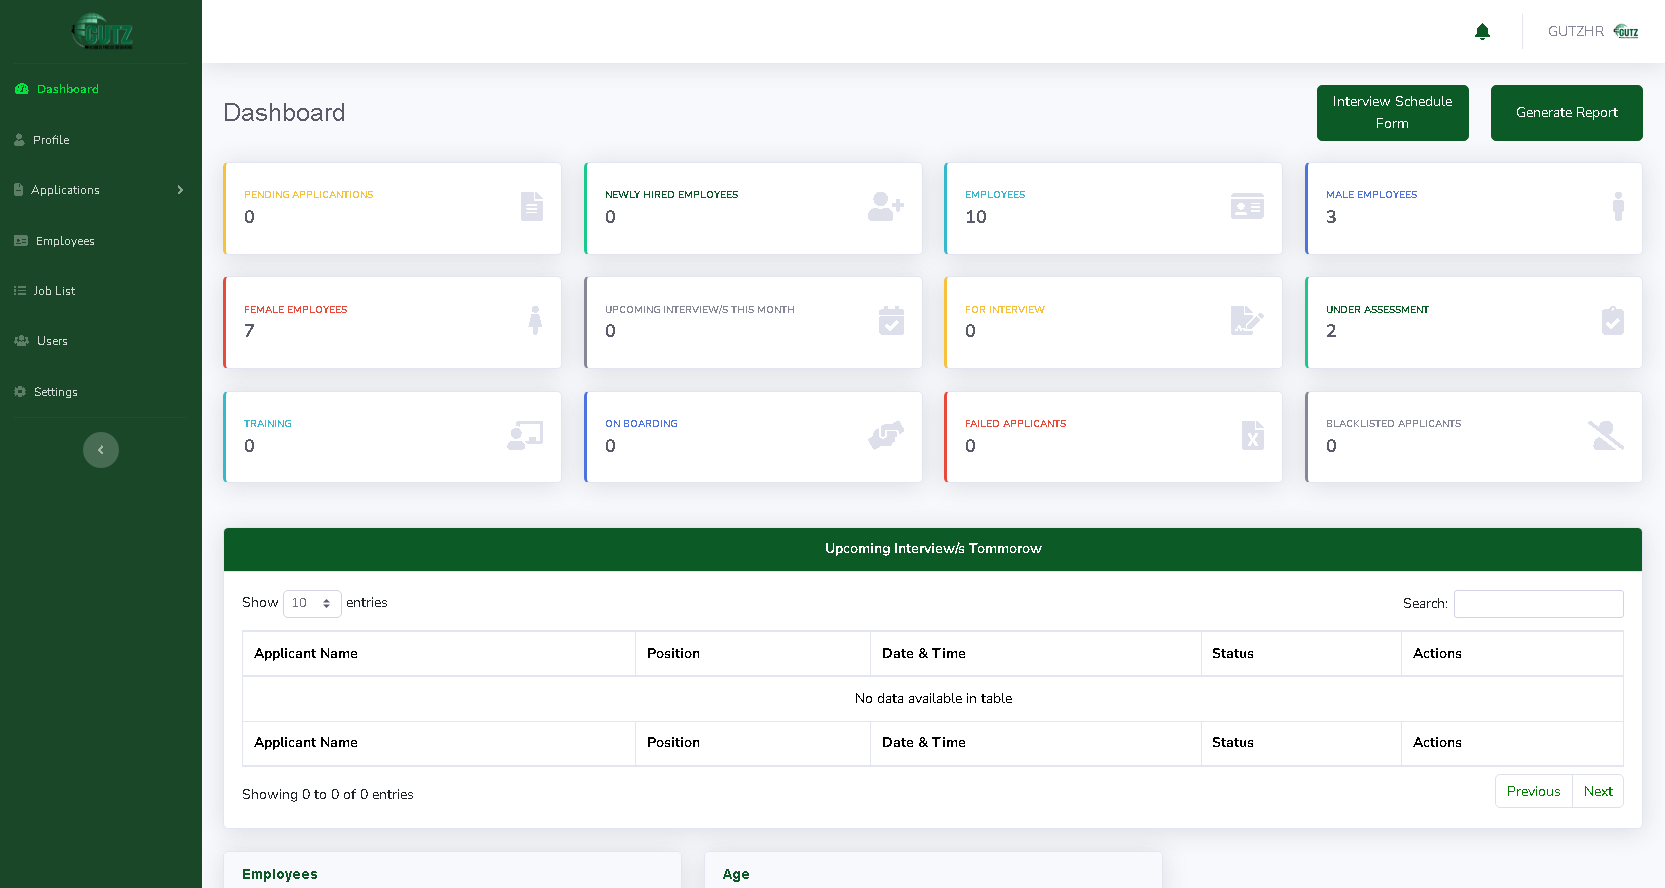 GUTZ
GUTZHR GUTZ
Dashboard
Profile
Applications
Employees
Job List
Users
Settings
Dashboard
Interview Schedule
Form
Generate Report
PENDING APPLICANTIONS
0
NEWLY HIRED EMPLOYEES
0
EMPLOYEES
10
MALE EMPLOYEES
3
FEMALE EMPLOYEES
7
UPCOMING INTERVIEW/S THIS MONTH
0
FOR INTERVIEW
0
UNDER ASSESSMENT
2
TRAINING
0
ON BOARDING
0
FAILED APPLICANTS
0
BLACKLISTED APPLICANTS
0
Upcoming Interview/s Tommorow
Show 10 entries
Search:
Applicant Name Position Date & Time Status Actions
No data available in table
Applicant Name Position Date & Time Status Actions
Showing 0 to 0 of 0 entries
Previous Next
Employees
Age